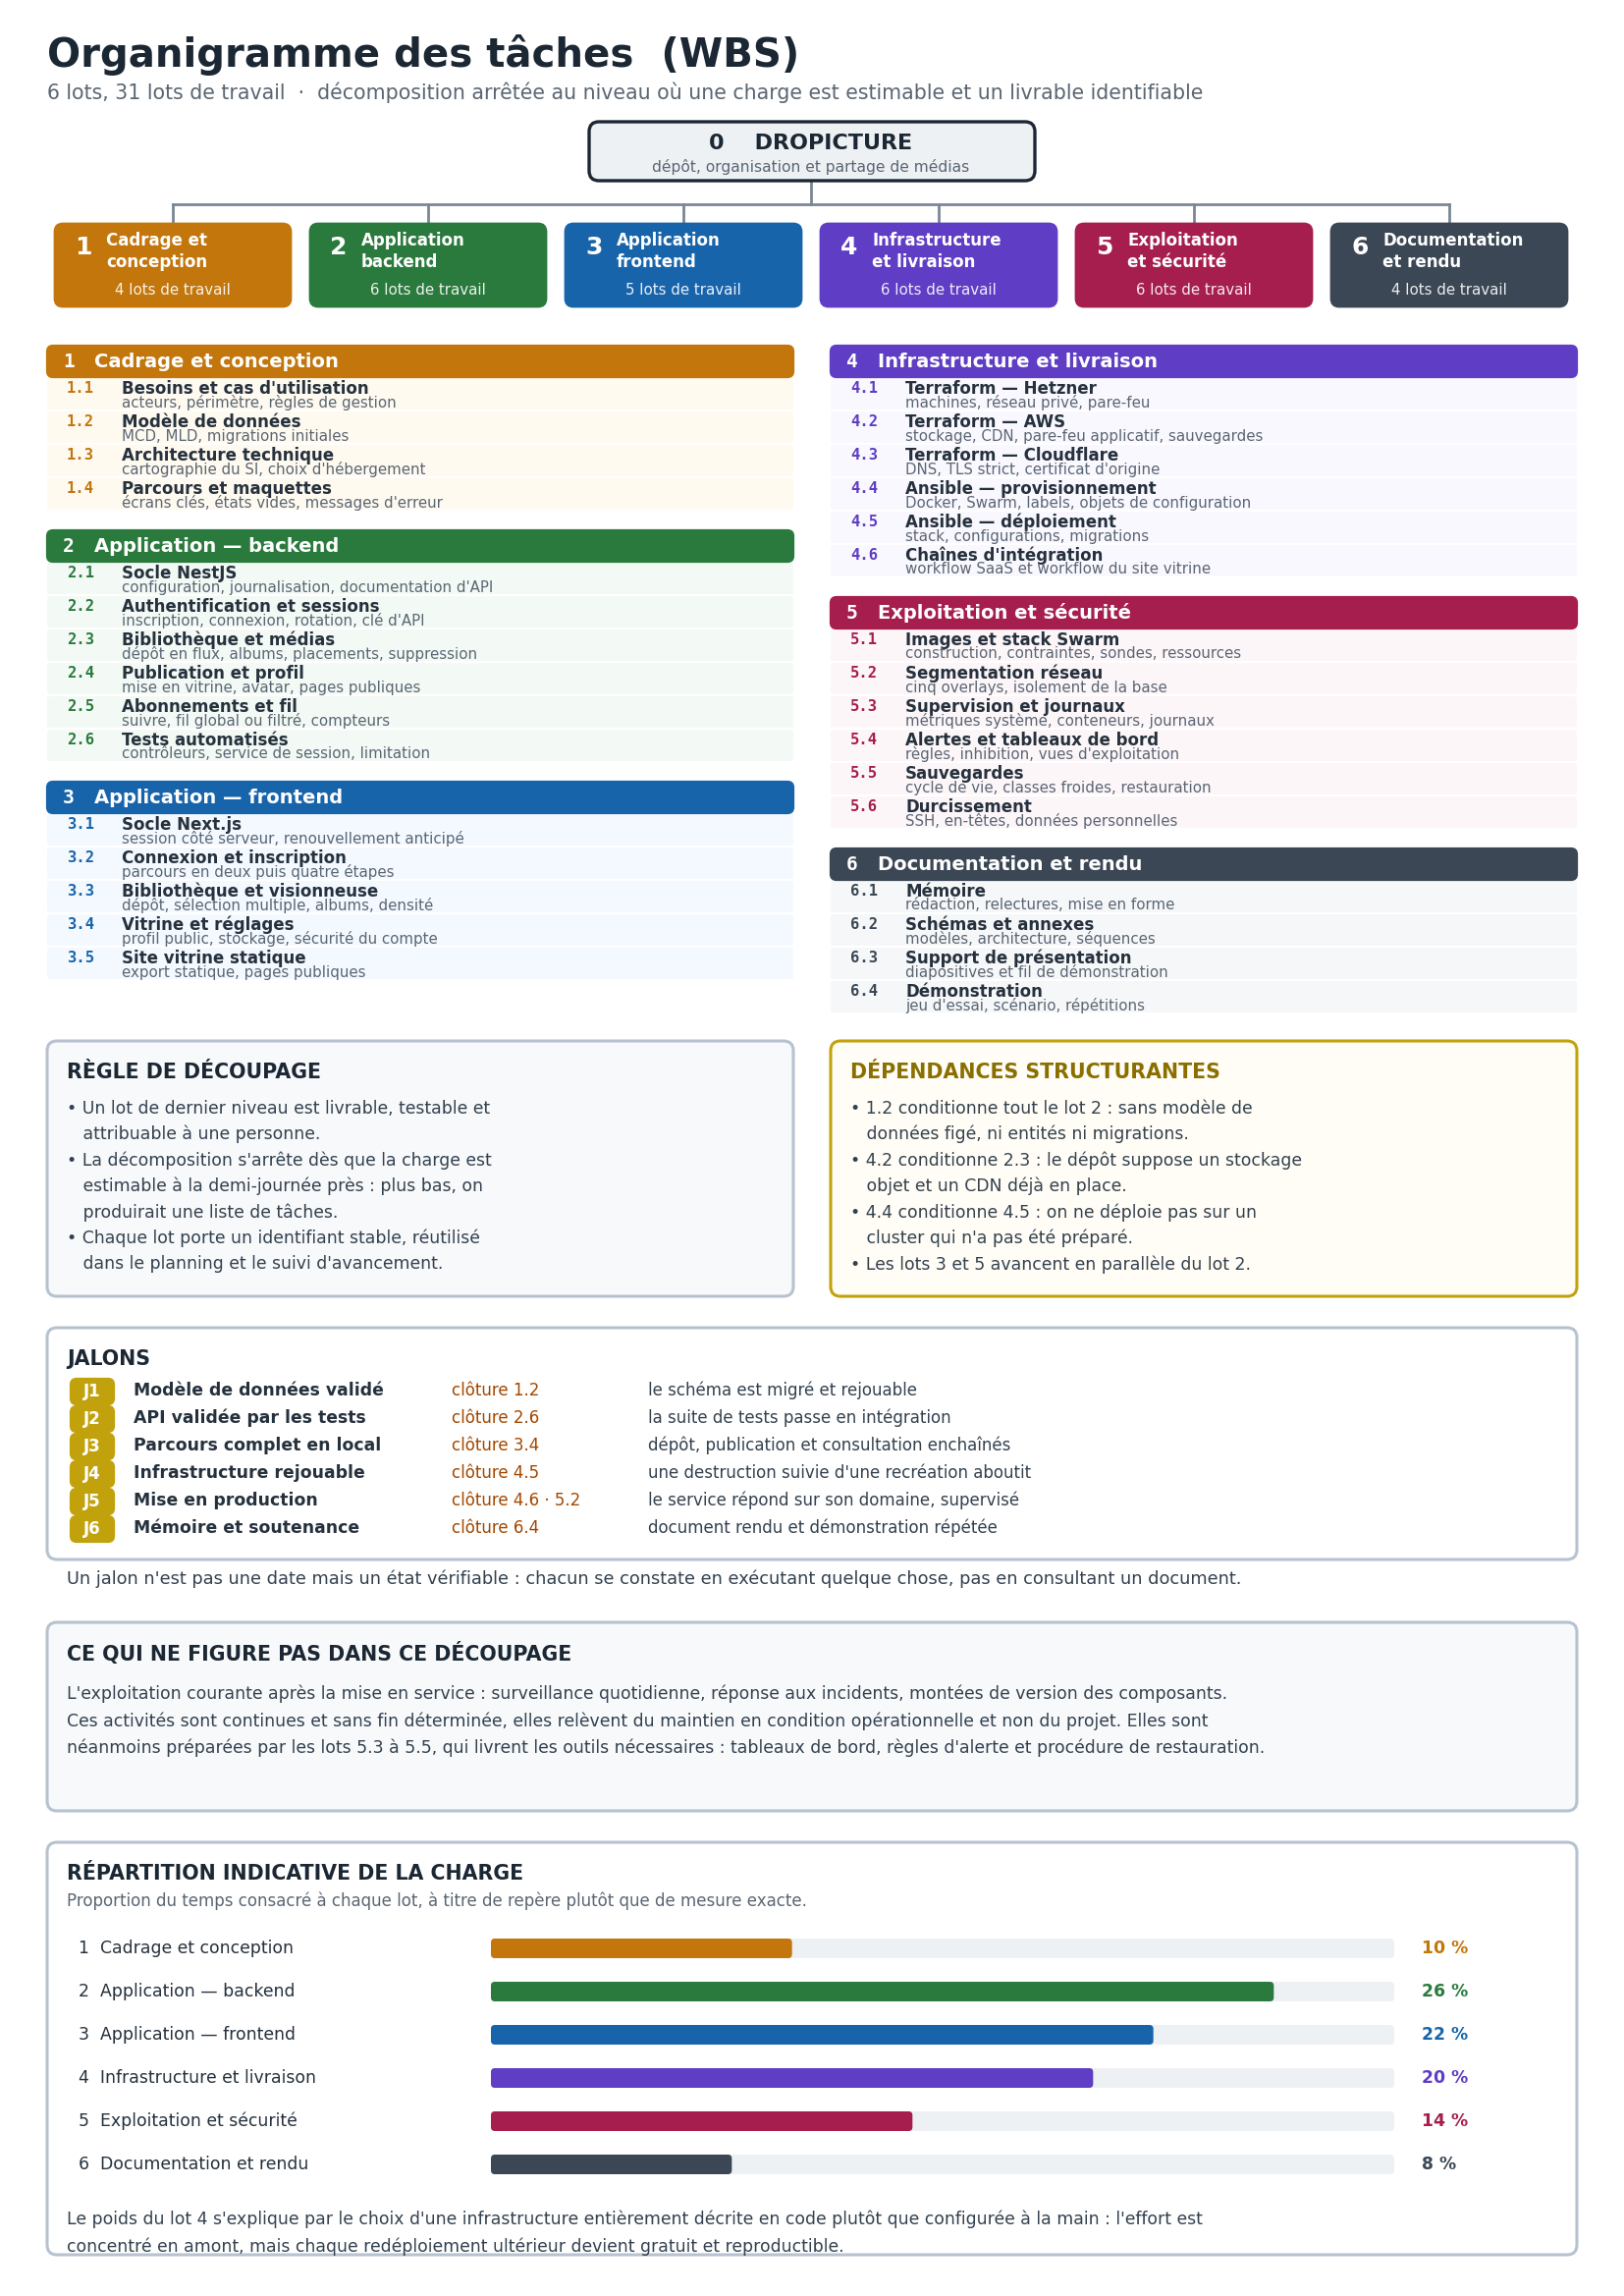 Organigramme des tâches (WBS)
6 lots, 31 lots de travail · décomposition arrêtée au niveau où une charge est estimable et un livrable identifiable
0 DROPICTURE
dépôt, organisation et partage de médias
1 Cadrage et
conception
4 lots de travail
2 Application
backend
6 lots de travail
3 Application
frontend
5 lots de travail
4 Infrastructure
et livraison
6 lots de travail
5 Exploitation
et sécurité
6 lots de travail
6 Documentation
et rendu
4 lots de travail
1 Cadrage et conception
1.1 Besoins et cas d'utilisation
acteurs, périmètre, règles de gestion
1.2 Modèle de données
MCD, MLD, migrations initiales
1.3 Architecture technique
cartographie du SI, choix d'hébergement
1.4 Parcours et maquettes
écrans clés, états vides, messages d'erreur
2 Application — backend
2.1 Socle NestJS
configuration, journalisation, documentation d'API
2.2 Authentification et sessions
inscription, connexion, rotation, clé d'API
2.3 Bibliothèque et médias
dépôt en flux, albums, placements, suppression
2.4 Publication et profil
mise en vitrine, avatar, pages publiques
2.5 Abonnements et fil
suivre, fil global ou filtré, compteurs
2.6 Tests automatisés
contrôleurs, service de session, limitation
3 Application — frontend
3.1 Socle Next.js
session côté serveur, renouvellement anticipé
3.2 Connexion et inscription
parcours en deux puis quatre étapes
3.3 Bibliothèque et visionneuse
dépôt, sélection multiple, albums, densité
3.4 Vitrine et réglages
profil public, stockage, sécurité du compte
3.5 Site vitrine statique
export statique, pages publiques
4 Infrastructure et livraison
4.1 Terraform — Hetzner
machines, réseau privé, pare-feu
4.2 Terraform — AWS
stockage, CDN, pare-feu applicatif, sauvegardes
4.3 Terraform — Cloudflare
DNS, TLS strict, certificat d'origine
4.4 Ansible — provisionnement
Docker, Swarm, labels, objets de configuration
4.5 Ansible — déploiement
stack, configurations, migrations
4.6 Chaînes d'intégration
workflow SaaS et workflow du site vitrine
5 Exploitation et sécurité
5.1 Images et stack Swarm
construction, contraintes, sondes, ressources
5.2 Segmentation réseau
cinq overlays, isolement de la base
5.3 Supervision et journaux
métriques système, conteneurs, journaux
5.4 Alertes et tableaux de bord
règles, inhibition, vues d'exploitation
5.5 Sauvegardes
cycle de vie, classes froides, restauration
5.6 Durcissement
SSH, en-têtes, données personnelles
6 Documentation et rendu
6.1 Mémoire
rédaction, relectures, mise en forme
6.2 Schémas et annexes
modèles, architecture, séquences
6.3 Support de présentation
diapositives et fil de démonstration
6.4 Démonstration
jeu d'essai, scénario, répétitions
RÈGLE DE DÉCOUPAGE
• Un lot de dernier niveau est livrable, testable et
attribuable à une personne.
• La décomposition s'arrête dès que la charge est
estimable à la demi-journée près : plus bas, on
produirait une liste de tâches.
• Chaque lot porte un identifiant stable, réutilisé
dans le planning et le suivi d'avancement.
DÉPENDANCES STRUCTURANTES
• 1.2 conditionne tout le lot 2 : sans modèle de
données figé, ni entités ni migrations.
• 4.2 conditionne 2.3 : le dépôt suppose un stockage
objet et un CDN déjà en place.
• 4.4 conditionne 4.5 : on ne déploie pas sur un
cluster qui n'a pas été préparé.
• Les lots 3 et 5 avancent en parallèle du lot 2.
JALONS
J1 Modèle de données validé clôture 1.2 le schéma est migré et rejouable
J2 API validée par les tests clôture 2.6 la suite de tests passe en intégration
J3 Parcours complet en local clôture 3.4 dépôt, publication et consultation enchaînés
J4 Infrastructure rejouable clôture 4.5 une destruction suivie d'une recréation aboutit
J5 Mise en production clôture 4.6 · 5.2 le service répond sur son domaine, supervisé
J6 Mémoire et soutenance clôture 6.4 document rendu et démonstration répétée
Un jalon n'est pas une date mais un état vérifiable : chacun se constate en exécutant quelque chose, pas en consultant un document.
CE QUI NE FIGURE PAS DANS CE DÉCOUPAGE
L'exploitation courante après la mise en service : surveillance quotidienne, réponse aux incidents, montées de version des composants.
Ces activités sont continues et sans fin déterminée, elles relèvent du maintien en condition opérationnelle et non du projet. Elles sont
néanmoins préparées par les lots 5.3 à 5.5, qui livrent les outils nécessaires : tableaux de bord, règles d'alerte et procédure de restauration.
RÉPARTITION INDICATIVE DE LA CHARGE
Proportion du temps consacré à chaque lot, à titre de repère plutôt que de mesure exacte.
1 Cadrage et conception 10 %
2 Application — backend 26 %
3 Application — frontend 22 %
4 Infrastructure et livraison 20 %
5 Exploitation et sécurité 14 %
6 Documentation et rendu 8 %
Le poids du lot 4 s'explique par le choix d'une infrastructure entièrement décrite en code plutôt que configurée à la main : l'effort est
concentré en amont, mais chaque redéploiement ultérieur devient gratuit et reproductible.